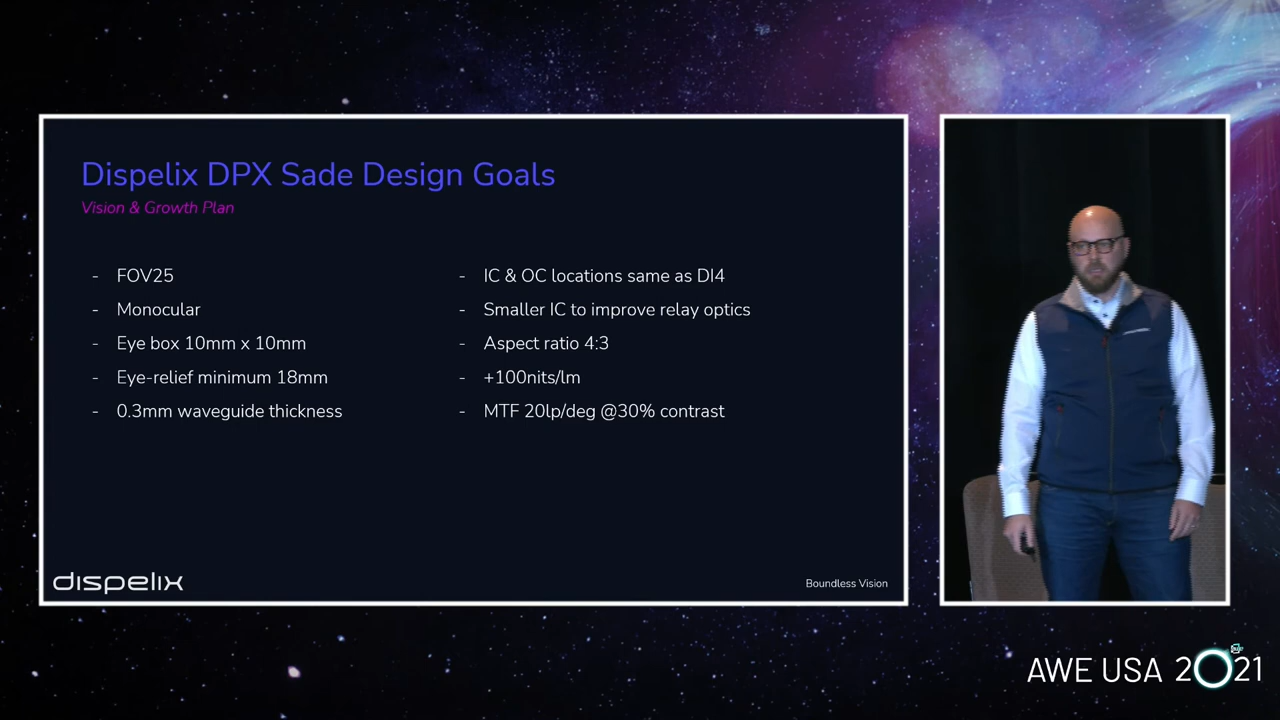 Dispelix DPX Sade Design Goals
Vision & Growth Plan
- FOV25
- Monocular
- Eye box 10mm x 10mm
- Eye-relief minimum 18mm
- 0.3mm waveguide thickness
- IC & OC locations same as DI4
- Smaller IC to improve relay optics
- Aspect ratio 4:3
- +100nits/lm
- MTF 20lp/deg @30% contrast
dispelix
Boundless Vision
AWE USA 2021